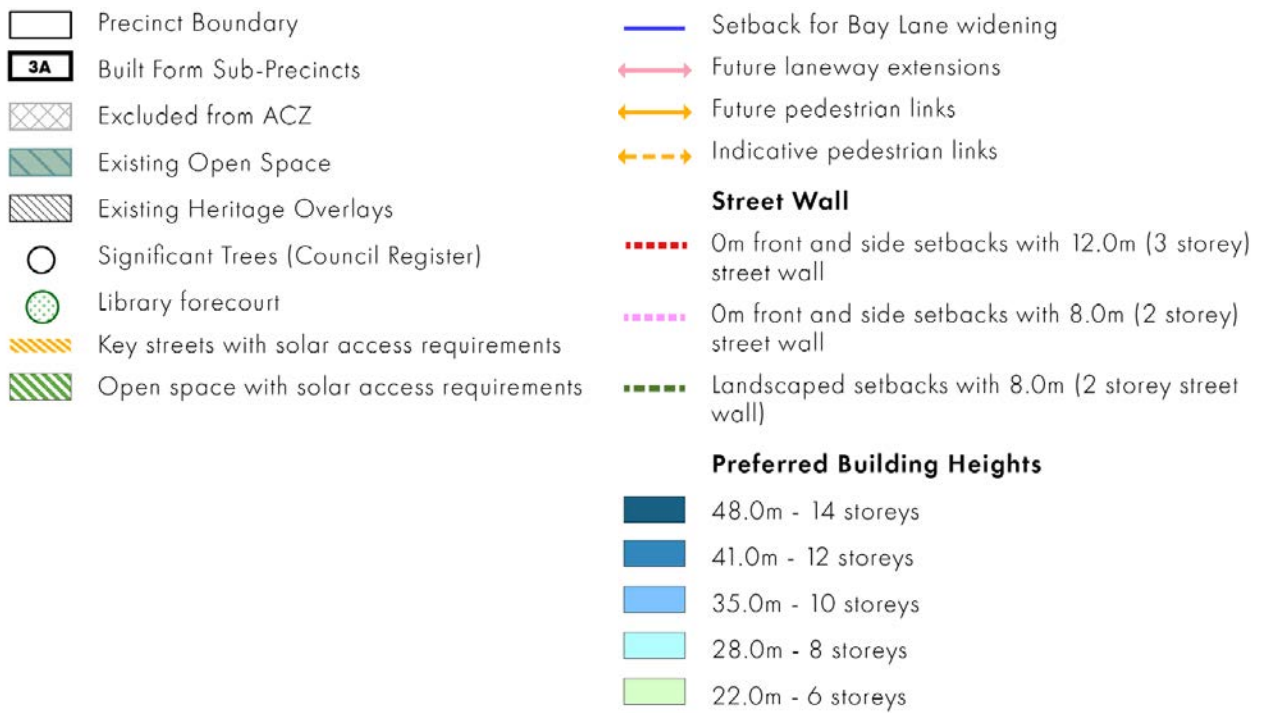 Precinct Boundary
3A
Built Form Sub-Precincts
Excluded from ACZ
Existing Open Space
Existing Heritage Overlays
Significant Trees (Council Register)
Library forecourt
Key streets with solar access requirements
Open space with solar access requirements
Setback for Bay Lane widening
Future laneway extensions
Future pedestrian links
Indicative pedestrian links
Street Wall
0m front and side setbacks with 12.0m (3 storey)
street wall
0m front and side setbacks with 8.0m (2 storey)
street wall
Landscaped setbacks with 8.0m (2 storey street
wall)
Preferred Building Heights
48.0m - 14 storeys
41.0m - 12 storeys
35.0m - 10 storeys
28.0m - 8 storeys
22.0m - 6 storeys